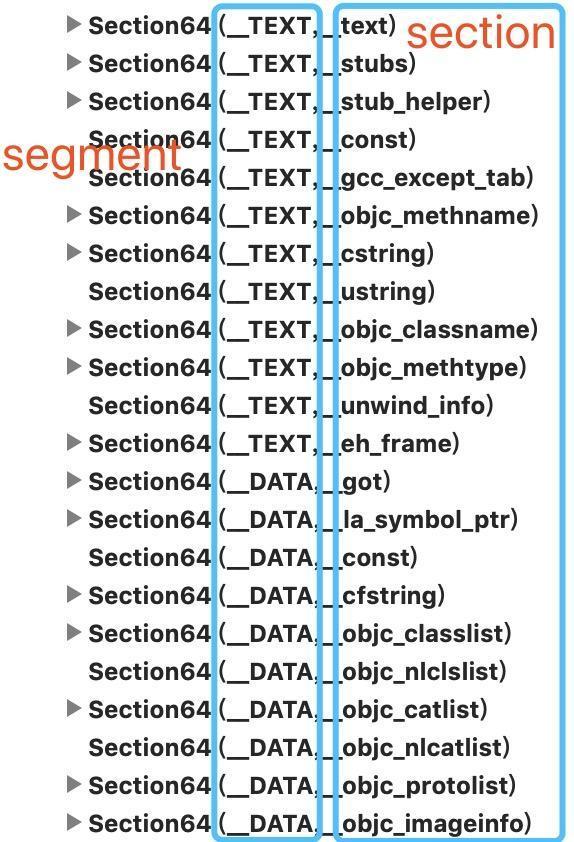 Section64 (__TEXT,__text) section
Section64 (__TEXT,__stubs)
Section64 (__TEXT,__stub_helper)
Section64 (__TEXT,__const)
segment
Section64 (__TEXT,__gcc_except_tab)
Section64 (__TEXT,__objc_methname)
Section64 (__TEXT,__cstring)
Section64 (__TEXT,__ustring)
Section64 (__TEXT,__objc_classname)
Section64 (__TEXT,__objc_methtype)
Section64 (__TEXT,__unwind_info)
Section64 (__TEXT,__eh_frame)
Section64 (__DATA,__got)
Section64 (__DATA,__la_symbol_ptr)
Section64 (__DATA,__const)
Section64 (__DATA,__cfstring)
Section64 (__DATA,__objc_classlist)
Section64 (__DATA,__objc_nlclslist)
Section64 (__DATA,__objc_catlist)
Section64 (__DATA,__objc_nlcatlist)
Section64 (__DATA,__objc_protolist)
Section64 (__DATA,__objc_imageinfo)